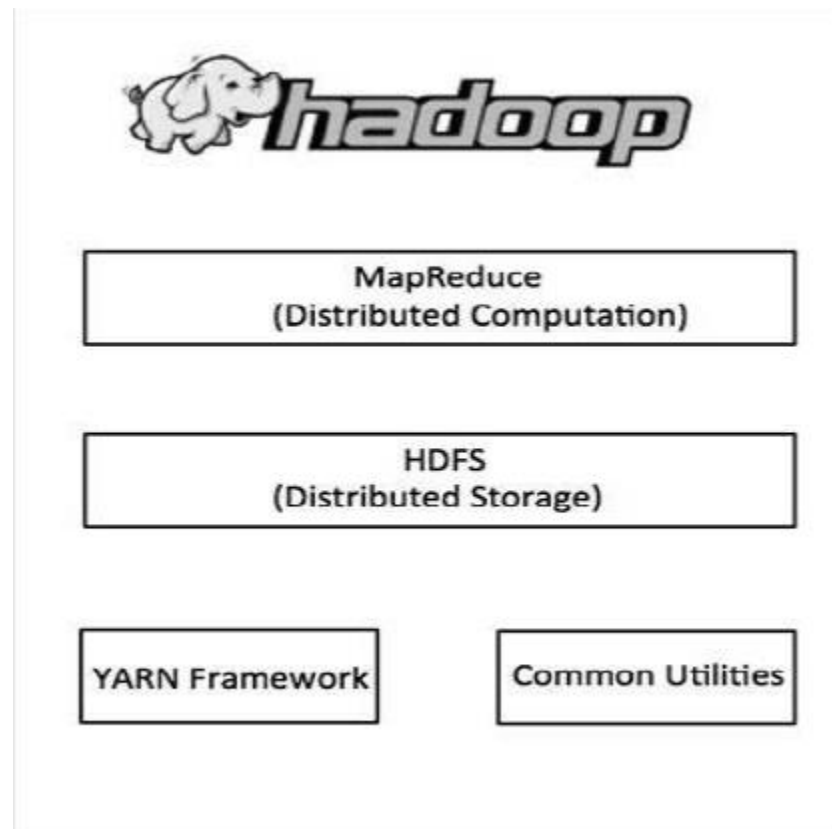 hadoop
MapReduce
(Distributed Computation)
HDFS
(Distributed Storage)
YARN Framework
Common Utilities